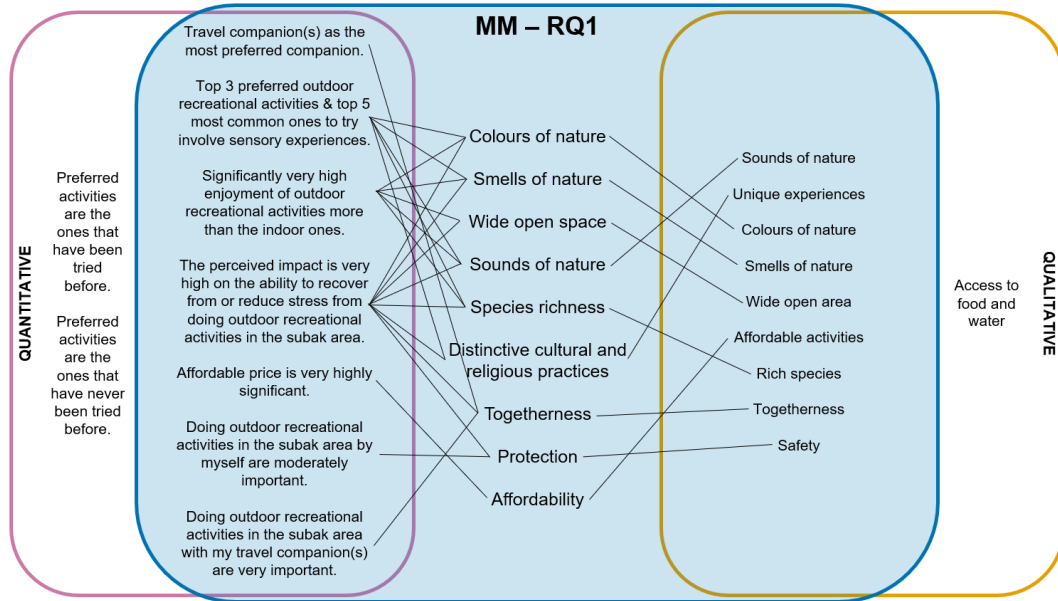 MM – RQ1
QUANTITATIVE
Preferred
activities
are the
ones that
have been
tried
before.
Preferred
activities
are the
ones that
have never
been tried
before.
Travel companion(s) as the
most preferred companion.
Top 3 preferred outdoor
recreational activities & top 5
most common ones to try
involve sensory experiences.
Significantly very high
enjoyment of outdoor
recreational activities more
than the indoor ones.
The perceived impact is very
high on the ability to recover
from or reduce stress from
doing outdoor recreational
activities in the subak area.
Affordable price is very highly
significant.
Doing outdoor recreational
activities in the subak area by
myself are moderately
important.
Doing outdoor recreational
activities in the subak area
with my travel companion(s)
are very important.
Colours of nature
Smells of nature
Wide open space
Sounds of nature
Species richness
Distinctive cultural and
religious practices
Togetherness
Protection
Affordability
Sounds of nature
Unique experiences
Colours of nature
Smells of nature
Wide open area
Affordable activities
Rich species
Togetherness
Safety
Access to
food and
water
QUALITATIVE